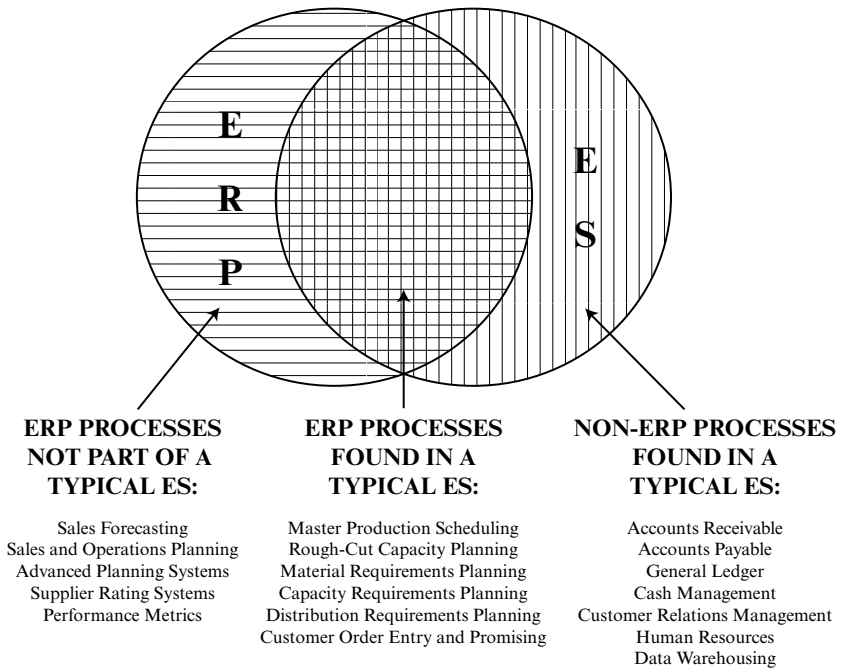 E
R
P
E
S
ERP PROCESSES
NOT PART OF A
TYPICAL ES:
Sales Forecasting
Sales and Operations Planning
Advanced Planning Systems
Supplier Rating Systems
Performance Metrics
ERP PROCESSES
FOUND IN A
TYPICAL ES:
Master Production Scheduling
Rough-Cut Capacity Planning
Material Requirements Planning
Capacity Requirements Planning
Distribution Requirements Planning
Customer Order Entry and Promising
NON-ERP PROCESSES
FOUND IN A
TYPICAL ES:
Accounts Receivable
Accounts Payable
General Ledger
Cash Management
Customer Relations Management
Human Resources
Data Warehousing